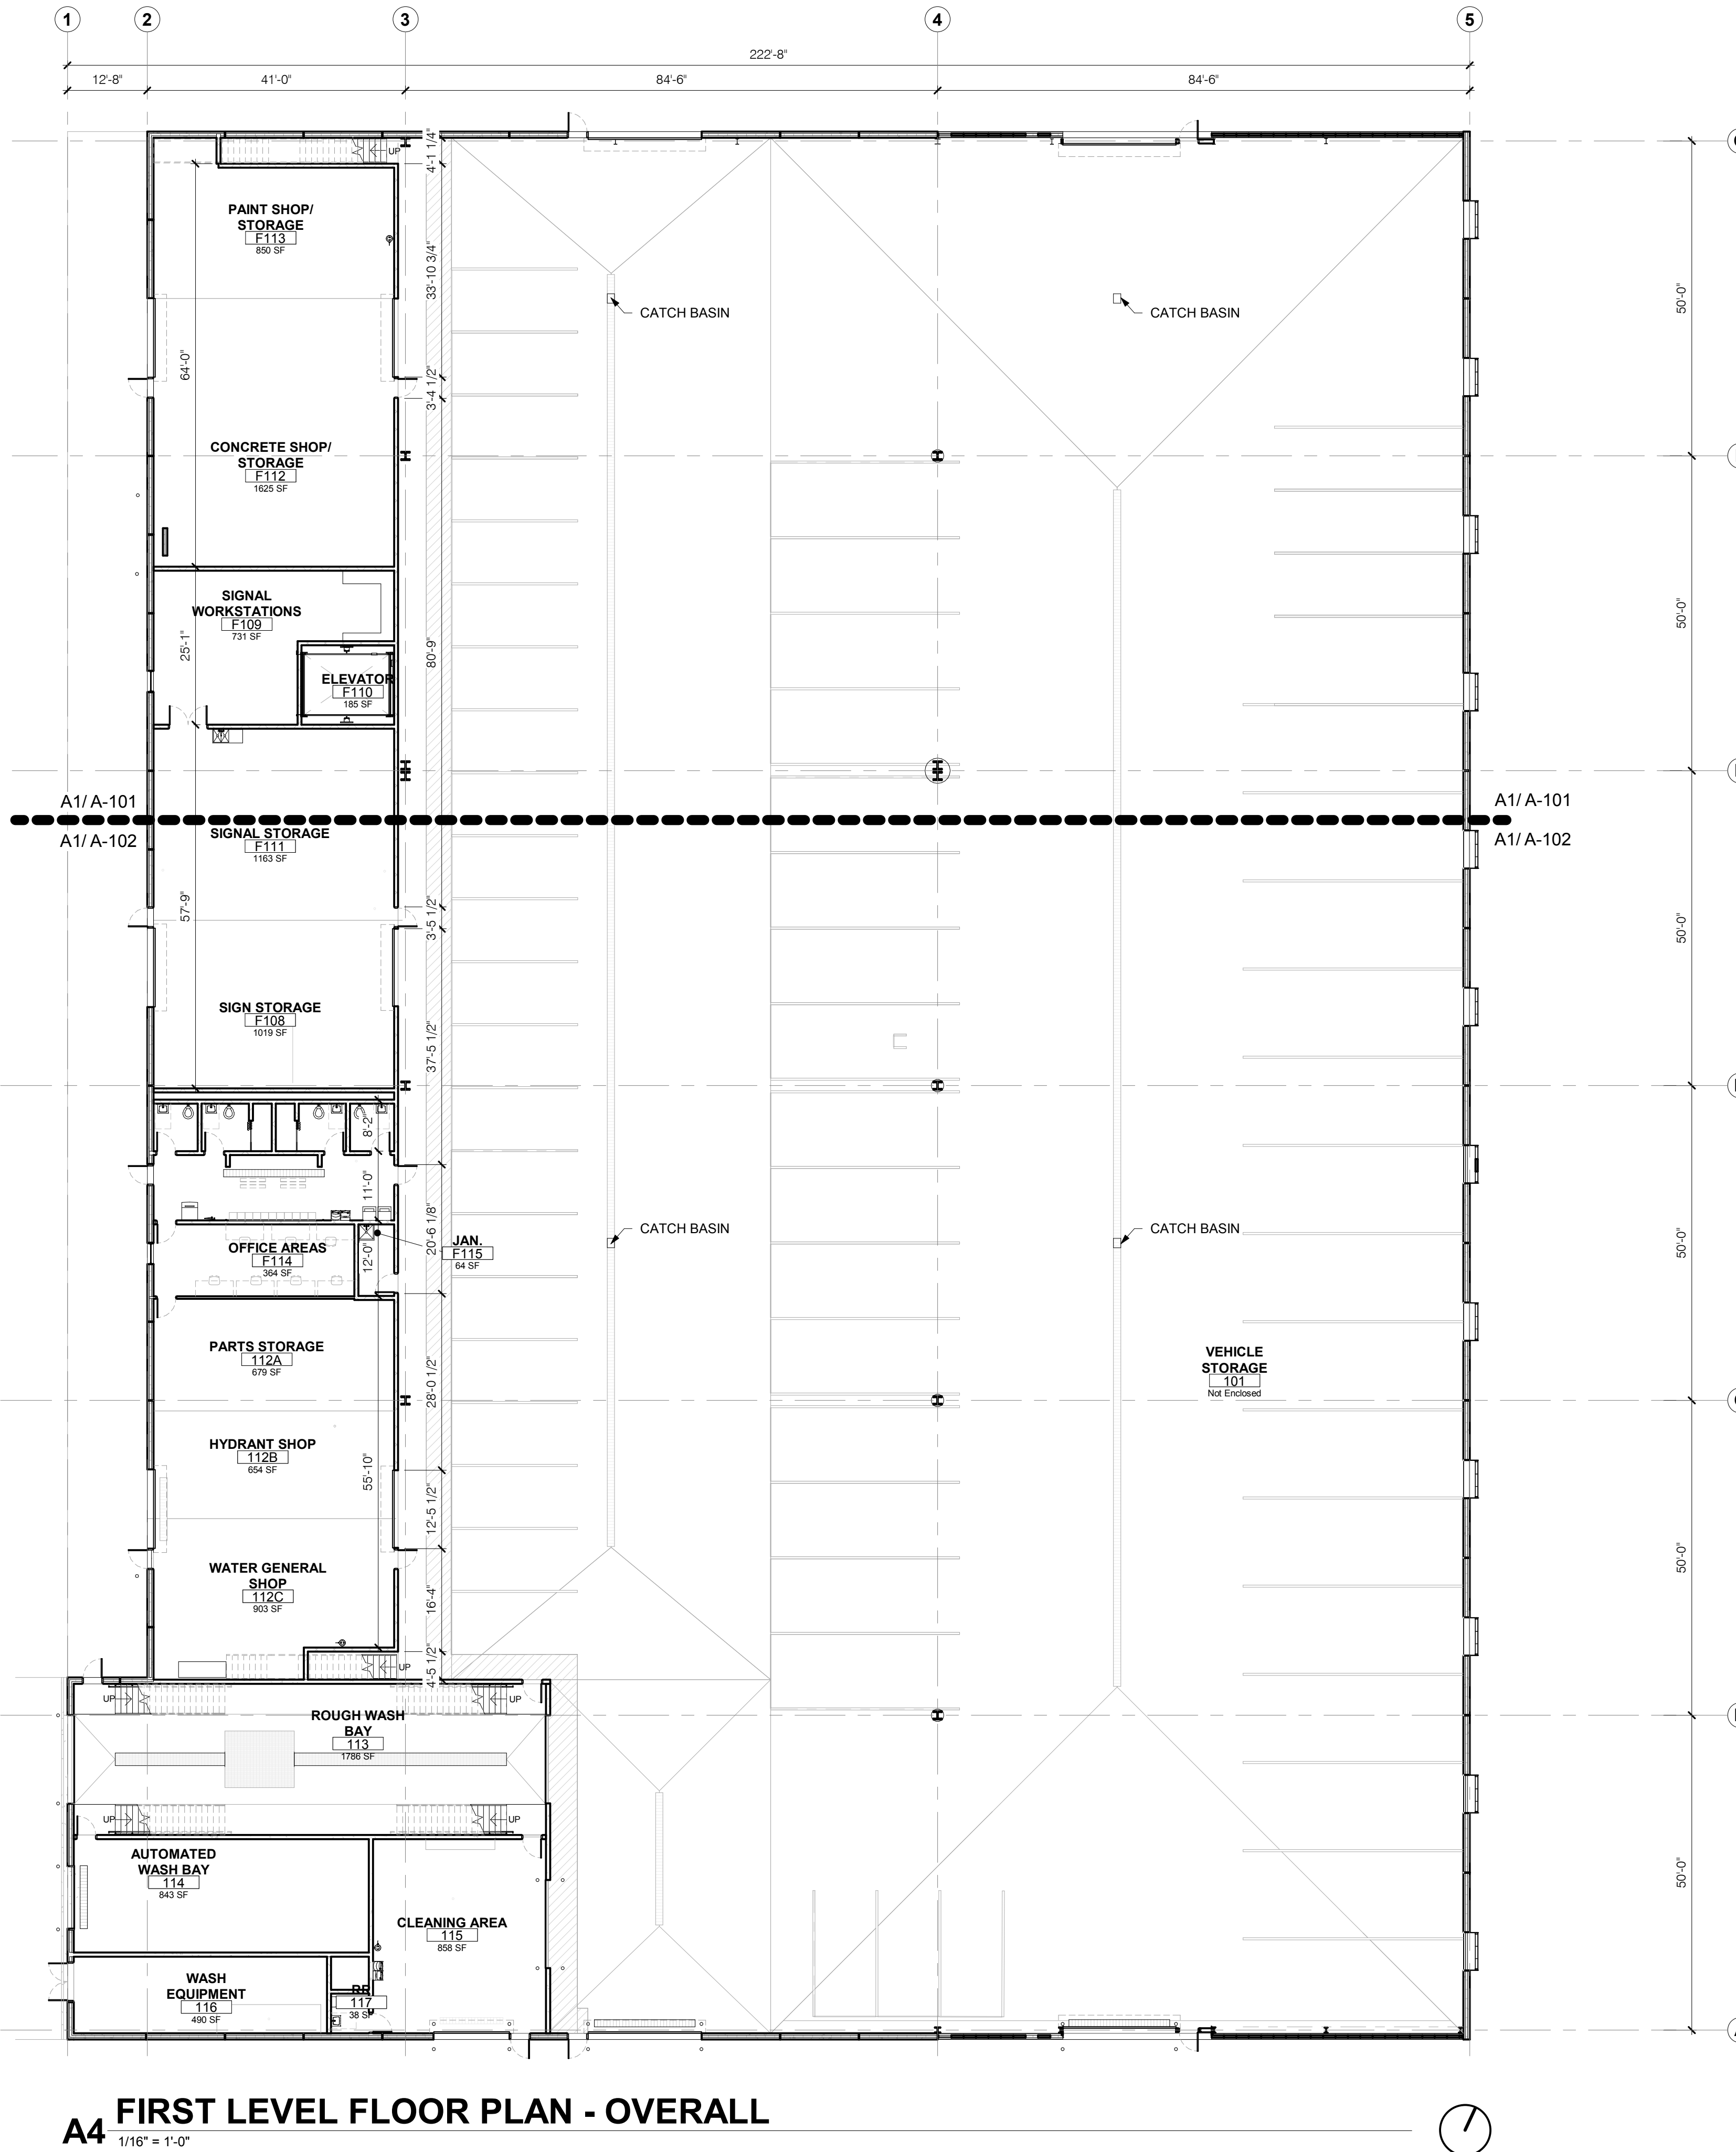 1 2 3 4 5
222'-8"
12'-8" 41'-0" 84'-6" 84'-6"
UP
4'-1 1/4"
PAINT SHOP/
STORAGE
F113
850 SF
33'-10 3/4"
50'-0"
CATCH BASIN CATCH BASIN
64'-0"
3'-4 1/2"
CONCRETE SHOP/
STORAGE
F112
1625 SF
SIGNAL
WORKSTATIONS
F109
731 SF
25'-1"
80'-9"
50'-0"
ELEVATOR
F110
185 SF
A1/ A-101 A1/ A-101
A1/ A-102 A1/ A-102
SIGNAL STORAGE
F111
1163 SF
57'-9"
3'-5 1/2"
50'-0"
SIGN STORAGE
F108
1019 SF
37'-5 1/2"
8'-2"
11'-0"
20'-6 1/8"
CATCH BASIN CATCH BASIN
JAN.
F115
64 SF
OFFICE AREAS
F114
364 SF
12'-0"
50'-0"
PARTS STORAGE
112A
679 SF
28'-0 1/2"
VEHICLE
STORAGE
101
Not Enclosed
HYDRANT SHOP
112B
654 SF
55'-10"
12'-5 1/2"
50'-0"
WATER GENERAL
SHOP
112C
903 SF
16'-4"
UP
4'-5 1/2"
UP UP
ROUGH WASH
BAY
113
1786 SF
UP UP
AUTOMATED
WASH BAY
114
843 SF
50'-0"
CLEANING AREA
115
858 SF
WASH
EQUIPMENT
116
490 SF
RR
117
38 SF
A4 FIRST LEVEL FLOOR PLAN - OVERALL
1/16" = 1'-0"